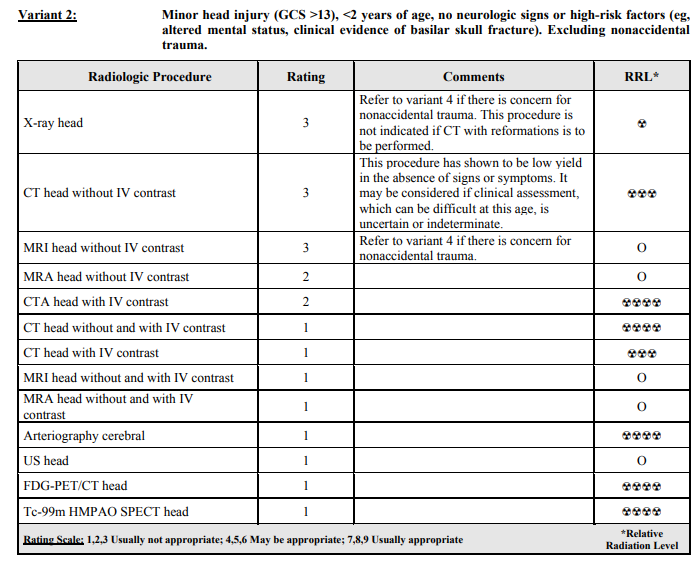 Variant 2: Minor head injury (GCS >13), <2 years of age, no neurologic signs or high-risk factors (eg,
altered mental status, clinical evidence of basilar skull fracture). Excluding nonaccidental
trauma.
Radiologic Procedure Rating Comments RRL*
X-ray head 3 Refer to variant 4 if there is concern for
nonaccidental trauma. This procedure is
not indicated if CT with reformations is to
be performed.
☢
CT head without IV contrast 3 This procedure has shown to be low yield
in the absence of signs or symptoms. It
may be considered if clinical assessment,
which can be difficult at this age, is
uncertain or indeterminate.
☢☢☢
MRI head without IV contrast 3 Refer to variant 4 if there is concern for
nonaccidental trauma.
O
MRA head without IV contrast 2 O
CTA head with IV contrast 2 ☢☢☢☢
CT head without and with IV contrast 1 ☢☢☢☢
CT head with IV contrast 1 ☢☢☢
MRI head without and with IV contrast 1 O
MRA head without and with IV
contrast 1 O
Arteriography cerebral 1 ☢☢☢☢
US head 1 O
FDG-PET/CT head 1 ☢☢☢☢
Tc-99m HMPAO SPECT head 1 ☢☢☢☢
Rating Scale: 1,2,3 Usually not appropriate; 4,5,6 May be appropriate; 7,8,9 Usually appropriate
*Relative
Radiation Level